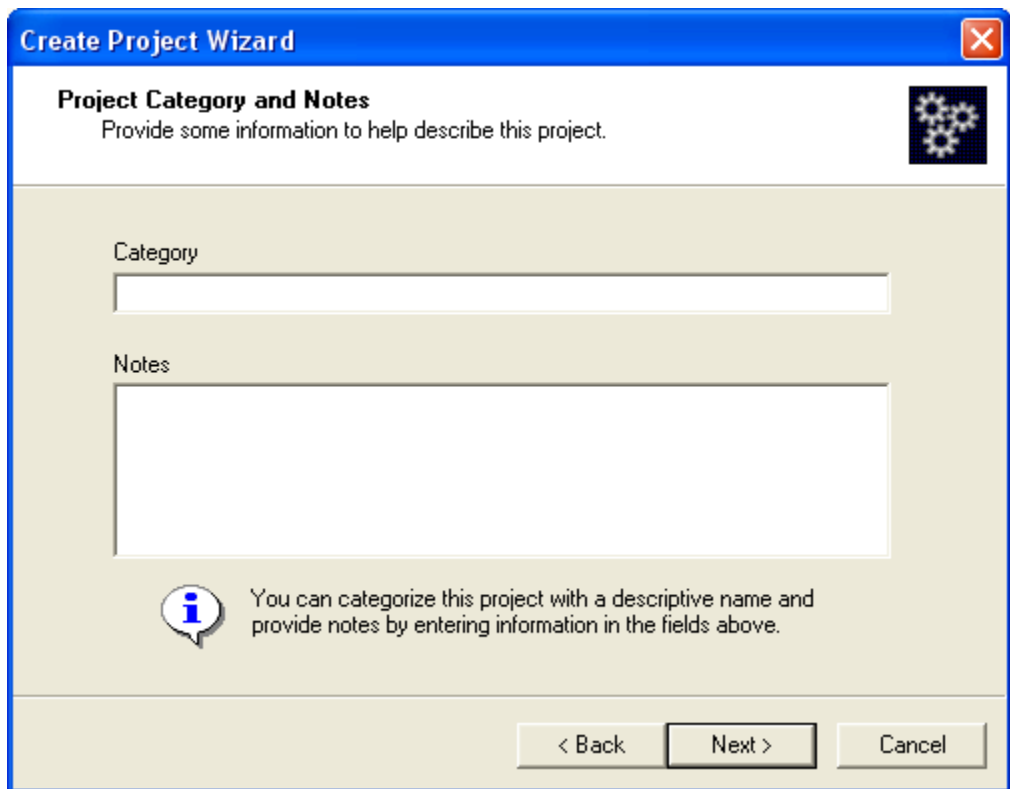 Create Project Wizard
Project Category and Notes
Provide some information to help describe this project.
Category
Notes
You can categorize this project with a descriptive name and
provide notes by entering information in the fields above.
< Back
Next >
Cancel